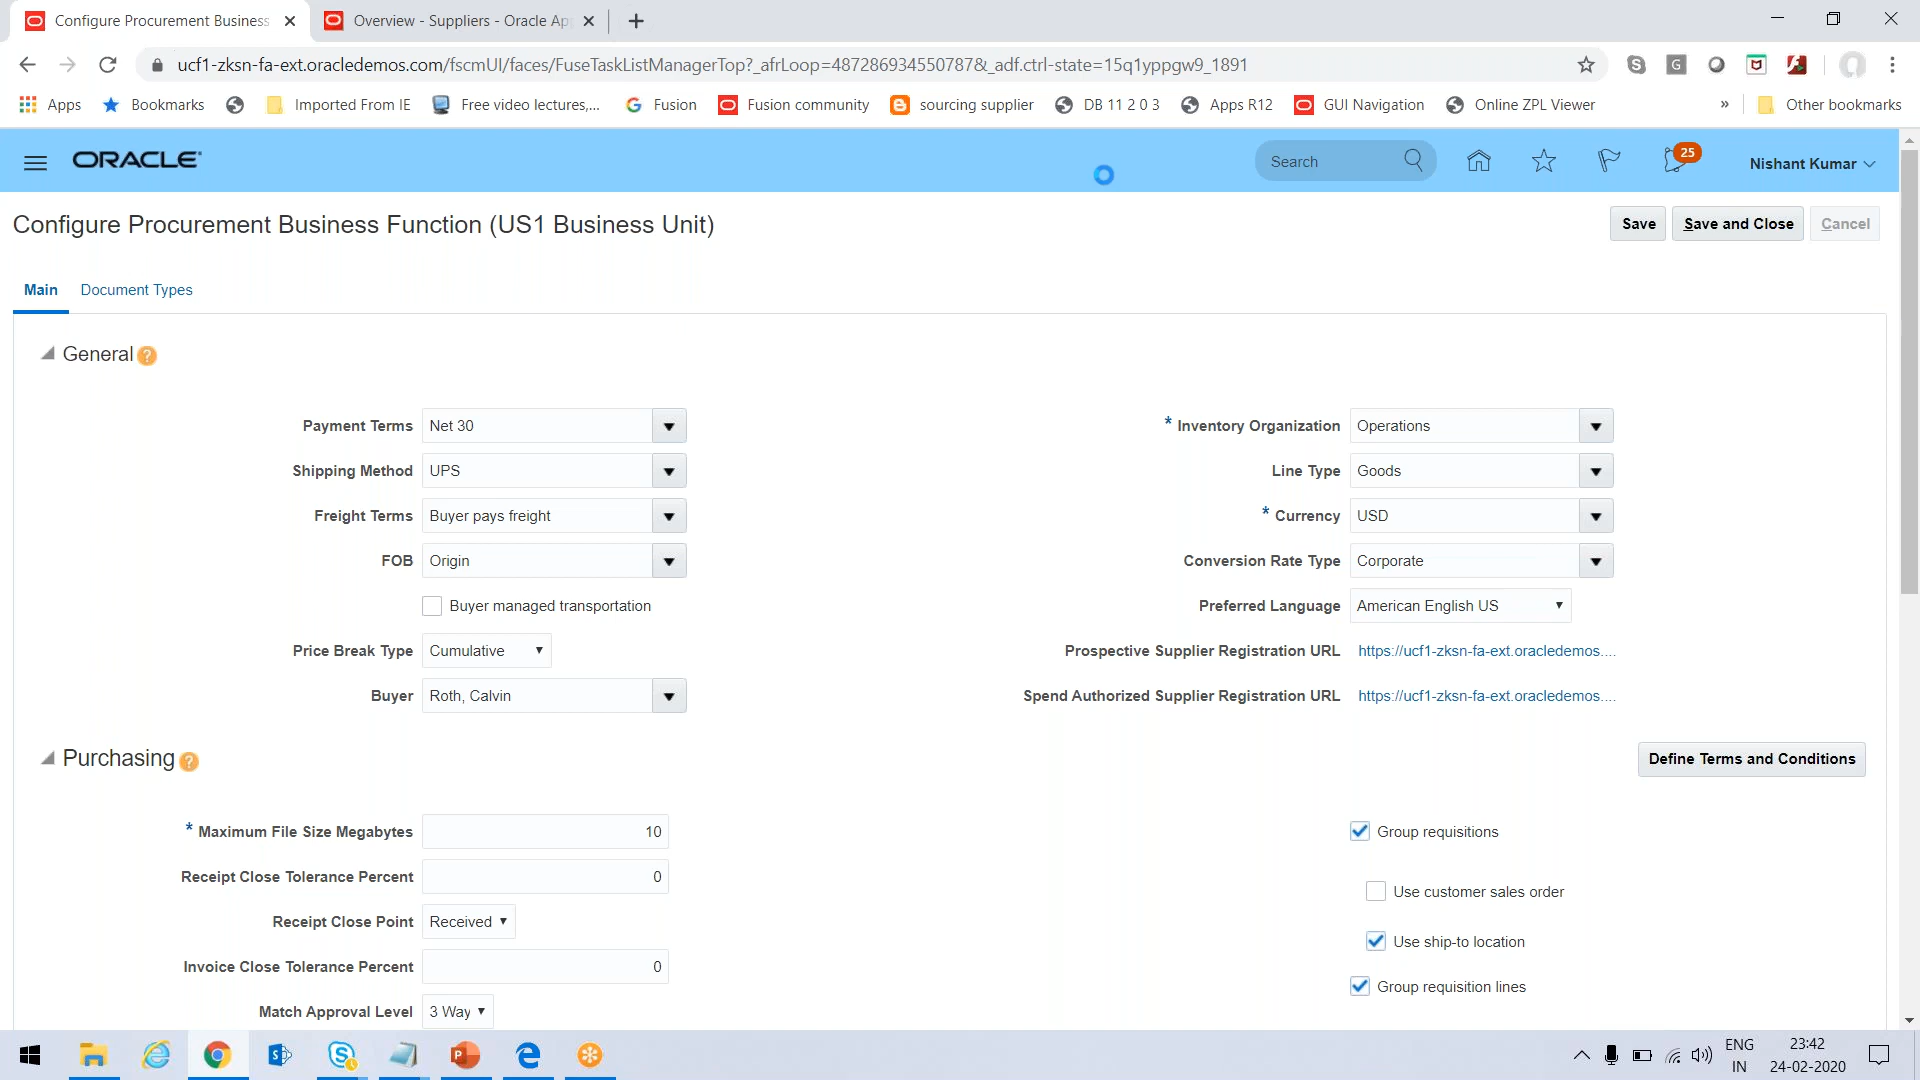 Configure Procurement Business
Overview - Suppliers - Oracle Ap
ucf1-zksn-fa-ext.oracledemos.com/fscmUI/faces/FuseTaskListManagerTop?_afrLoop=487286934550787&_adf.ctrl-state=15q1yppgw9_1891
Apps
Bookmarks
Imported From IE
Free video lectures,...
Fusion
Fusion community
sourcing supplier
DB 11 2 0 3
Apps R12
GUI Navigation
Online ZPL Viewer
»
Other bookmarks
ORACLE
Search
25
Nishant Kumar
Configure Procurement Business Function (US1 Business Unit)
Save
Save and Close
Cancel
Main
Document Types
General
Payment Terms Net 30
* Inventory Organization Operations
Shipping Method UPS
Line Type Goods
Freight Terms Buyer pays freight
* Currency USD
FOB Origin
Conversion Rate Type Corporate
Buyer managed transportation
Preferred Language American English US
Price Break Type Cumulative
Prospective Supplier Registration URL https://ucf1-zksn-fa-ext.oracledemos....
Buyer Roth, Calvin
Spend Authorized Supplier Registration URL https://ucf1-zksn-fa-ext.oracledemos....
Purchasing
Define Terms and Conditions
* Maximum File Size Megabytes 10
Group requisitions
Receipt Close Tolerance Percent 0
Use customer sales order
Receipt Close Point Received
Use ship-to location
Invoice Close Tolerance Percent 0
Group requisition lines
Match Approval Level 3 Way
ENG
IN
23:42
24-02-2020